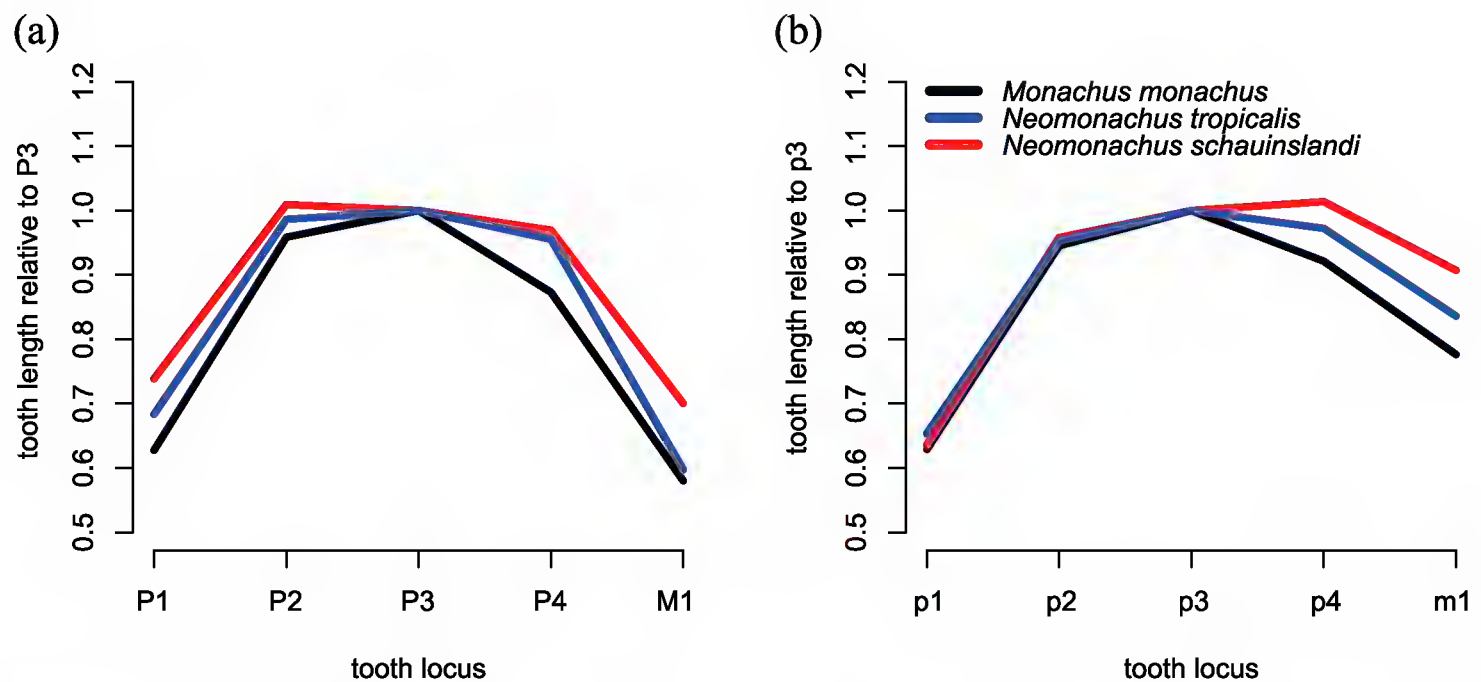 (a)
tooth length relative to P3
1.2
1.1
1.0
0.9
0.8
0.7
0.6
0.5
P1 P2 P3 P4 M1
tooth locus
(b)
tooth length relative to p3
1.2
1.1
1.0
0.9
0.8
0.7
0.6
0.5
Monachus monachus
Neomonachus tropicalis
Neomonachus schauinslandi
p1 p2 p3 p4 m1
tooth locus